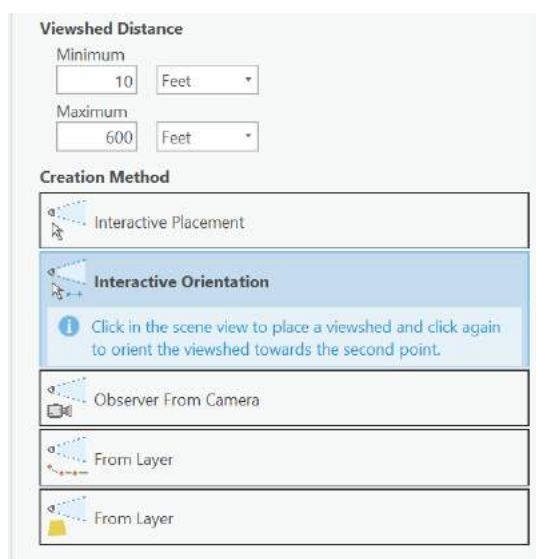 Viewshed Distance
Minimum
10 Feet
Maximum
600 Feet
Creation Method
Interactive Placement
Interactive Orientation
Click in the scene view to place a viewshed and click again
to orient the viewshed towards the second point.
Observer From Camera
From Layer
From Layer